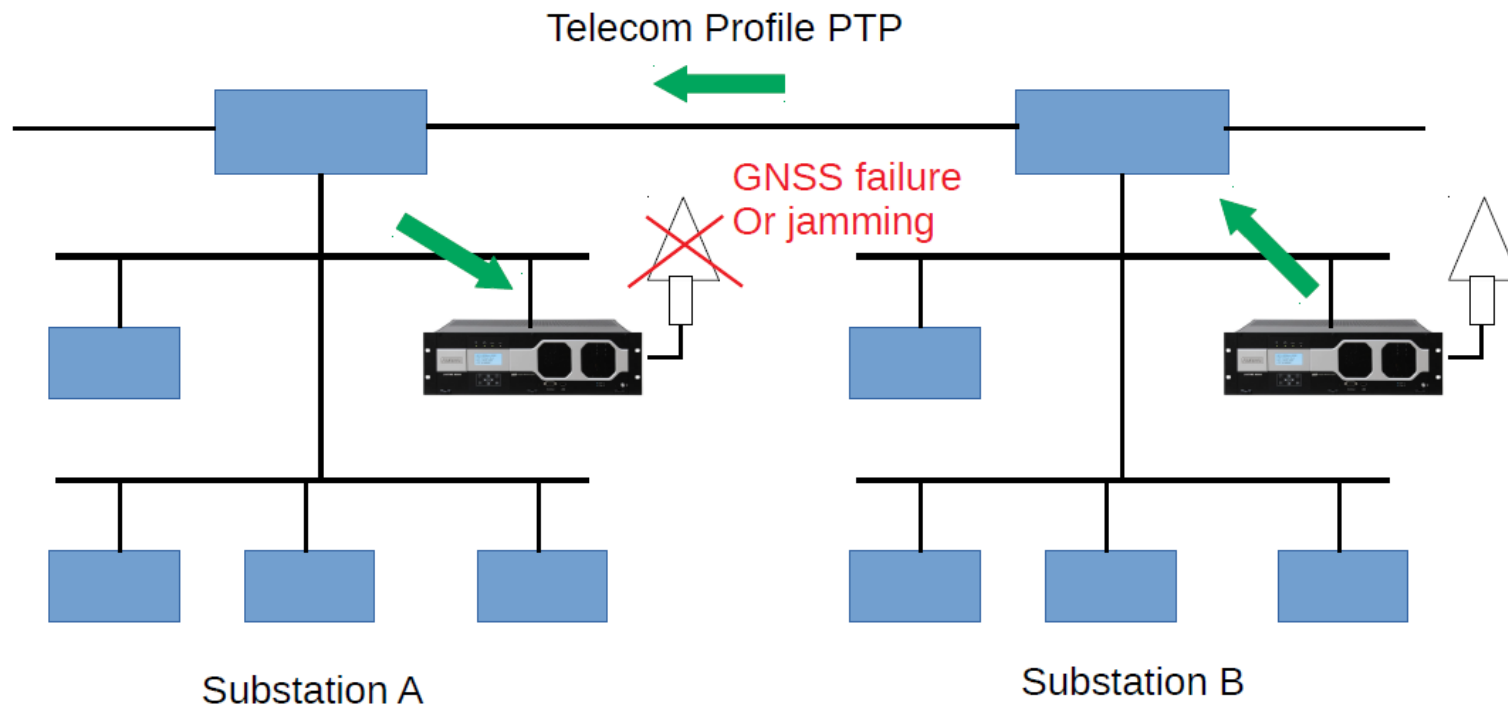 Telecom Profile PTP
GNSS failure
Or jamming
Substation A
Substation B